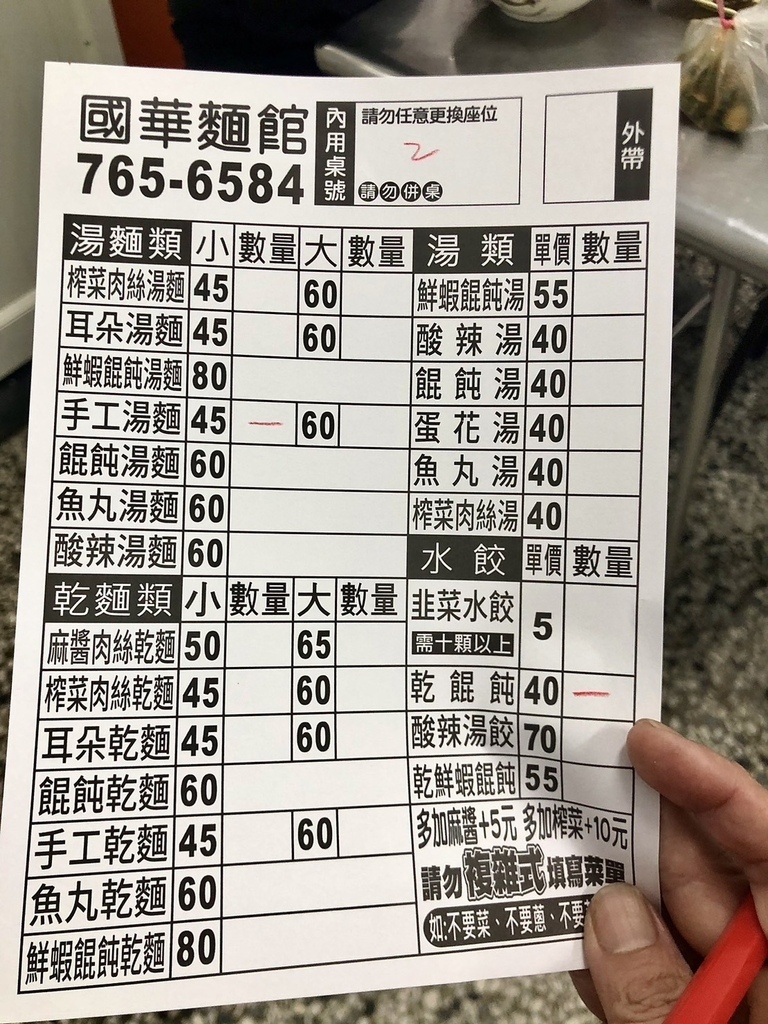 國華麵館
765-6584
內用桌號
請勿任意更換座位
2
請勿併桌
外帶
湯麵類 小 數量 大 數量
榨菜肉絲湯麵 45 60
耳朵湯麵 45 60
鮮蝦餛飩湯麵 80
手工湯麵 45 一 60
餛飩湯麵 60
魚丸湯麵 60
酸辣湯麵 60
乾麵類 小 數量 大 數量
麻醬肉絲乾麵 50 65
榨菜肉絲乾麵 45 60
耳朵乾麵 45 60
餛飩乾麵 60
手工乾麵 45 60
魚丸乾麵 60
鮮蝦餛飩乾麵 80
湯類 單價 數量
鮮蝦餛飩湯 55
酸辣湯 40
餛飩湯 40
蛋花湯 40
魚丸湯 40
榨菜肉絲湯 40
水餃 單價 數量
韭菜水餃 5
需十顆以上
乾餛飩 40 一
酸辣湯餃 70
乾鮮蝦餛飩 55
多加麻醬+5元 多加榨菜+10元
請勿複雜式填寫菜單
如:不要菜、不要蔥、不要